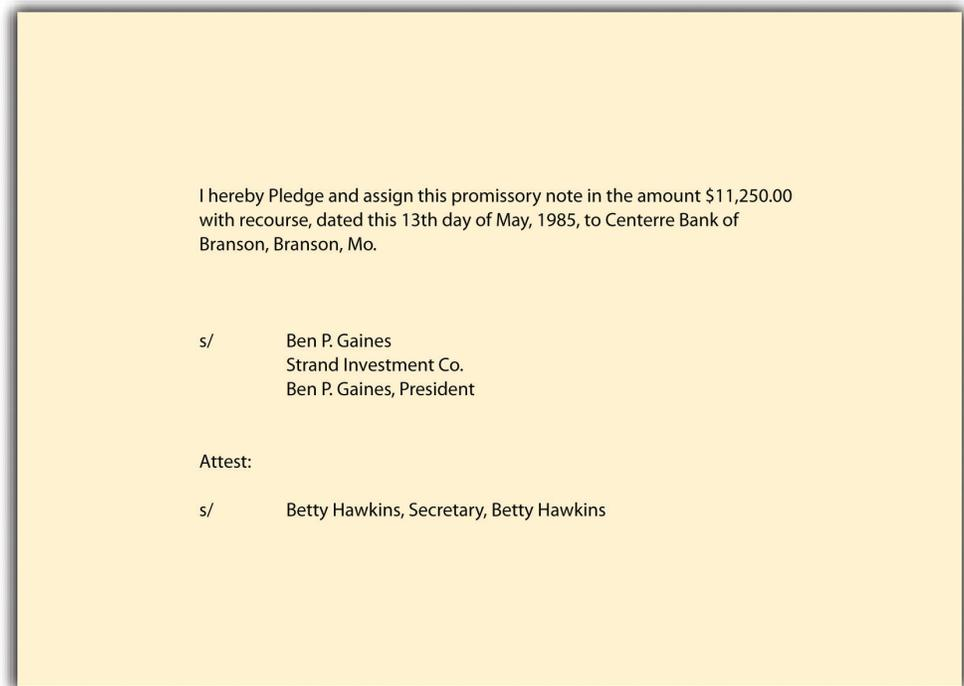 I hereby Pledge and assign this promissory note in the amount $11,250.00
with recourse, dated this 13th day of May, 1985, to Centerre Bank of
Branson, Branson, Mo.
s/ Ben P. Gaines
Strand Investment Co.
Ben P. Gaines, President
Attest:
s/ Betty Hawkins, Secretary, Betty Hawkins